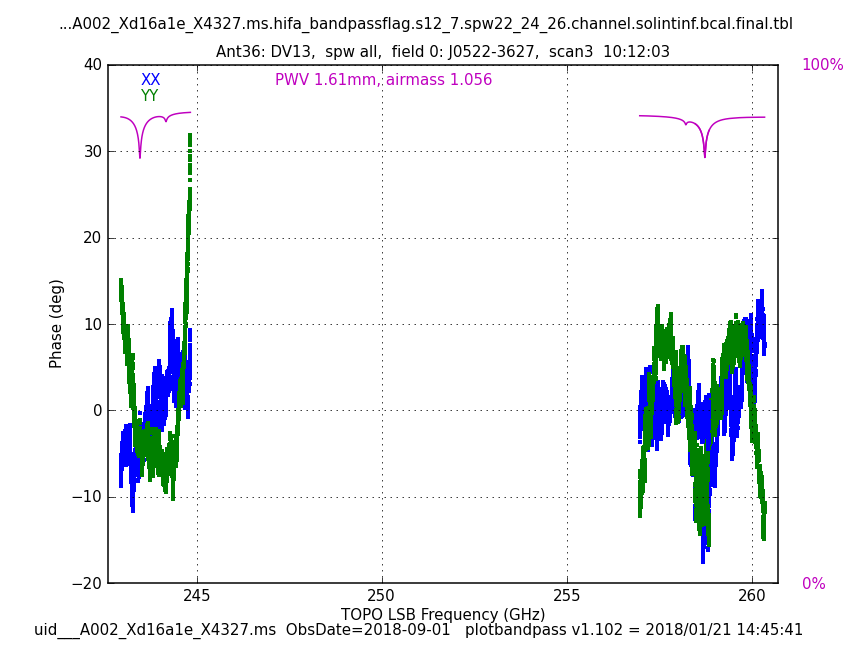 ...A002_Xd16a1e_X4327.ms.hifa_bandpassflag.s12_7.spw22_24_26.channel.solintinf.bcal.final.tbl
Ant36: DV13,  spw all,  field 0: J0522-3627,  scan3  10:12:03
40 XX PWV 1.61mm, airmass 1.056 100%
YY
30
20
10
Phase (deg)
0
−10
−20 0%
245 250 255 260
TOPO LSB Frequency (GHz)
uid___A002_Xd16a1e_X4327.ms  ObsDate=2018-09-01   plotbandpass v1.102 = 2018/01/21 14:45:41